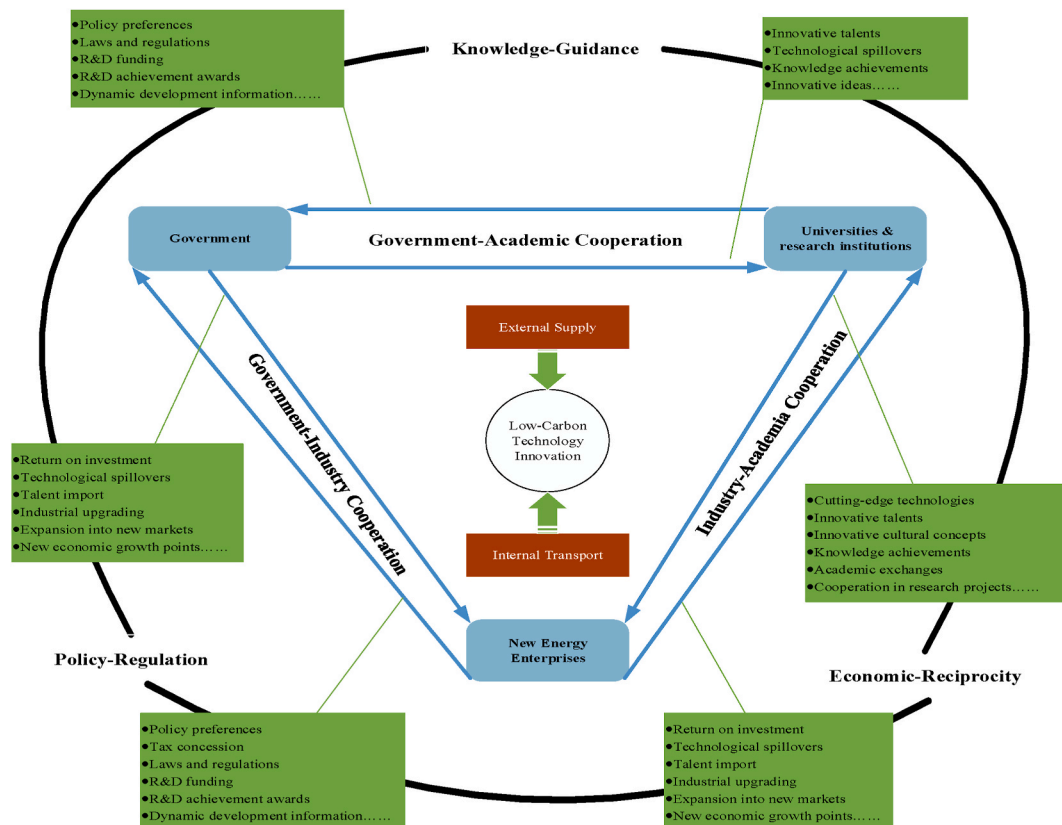 ●Policy preferences
●Laws and regulations
●R&D funding
●R&D achievement awards
●Dynamic development information……
Knowledge-Guidance
●Innovative talents
●Technological spillovers
●Knowledge achievements
●Innovative ideas……
Government
Government-Academic Cooperation
Universities &
research institutions
External Supply
Government-Industry Cooperation
Low-Carbon
Technology
Innovation
Industry-Academia Cooperation
●Return on investment
●Technological spillovers
●Talent import
●Industrial upgrading
●Expansion into new markets
●New economic growth points……
●Cutting-edge technologies
●Innovative talents
●Innovative cultural concepts
●Knowledge achievements
●Academic exchanges
●Cooperation in research projects……
Internal Transport
New Energy
Enterprises
Policy-Regulation
Economic-Reciprocity
●Policy preferences
●Tax concession
●Laws and regulations
●R&D funding
●R&D achievement awards
●Dynamic development information……
●Return on investment
●Technological spillovers
●Talent import
●Industrial upgrading
●Expansion into new markets
●New economic growth points……